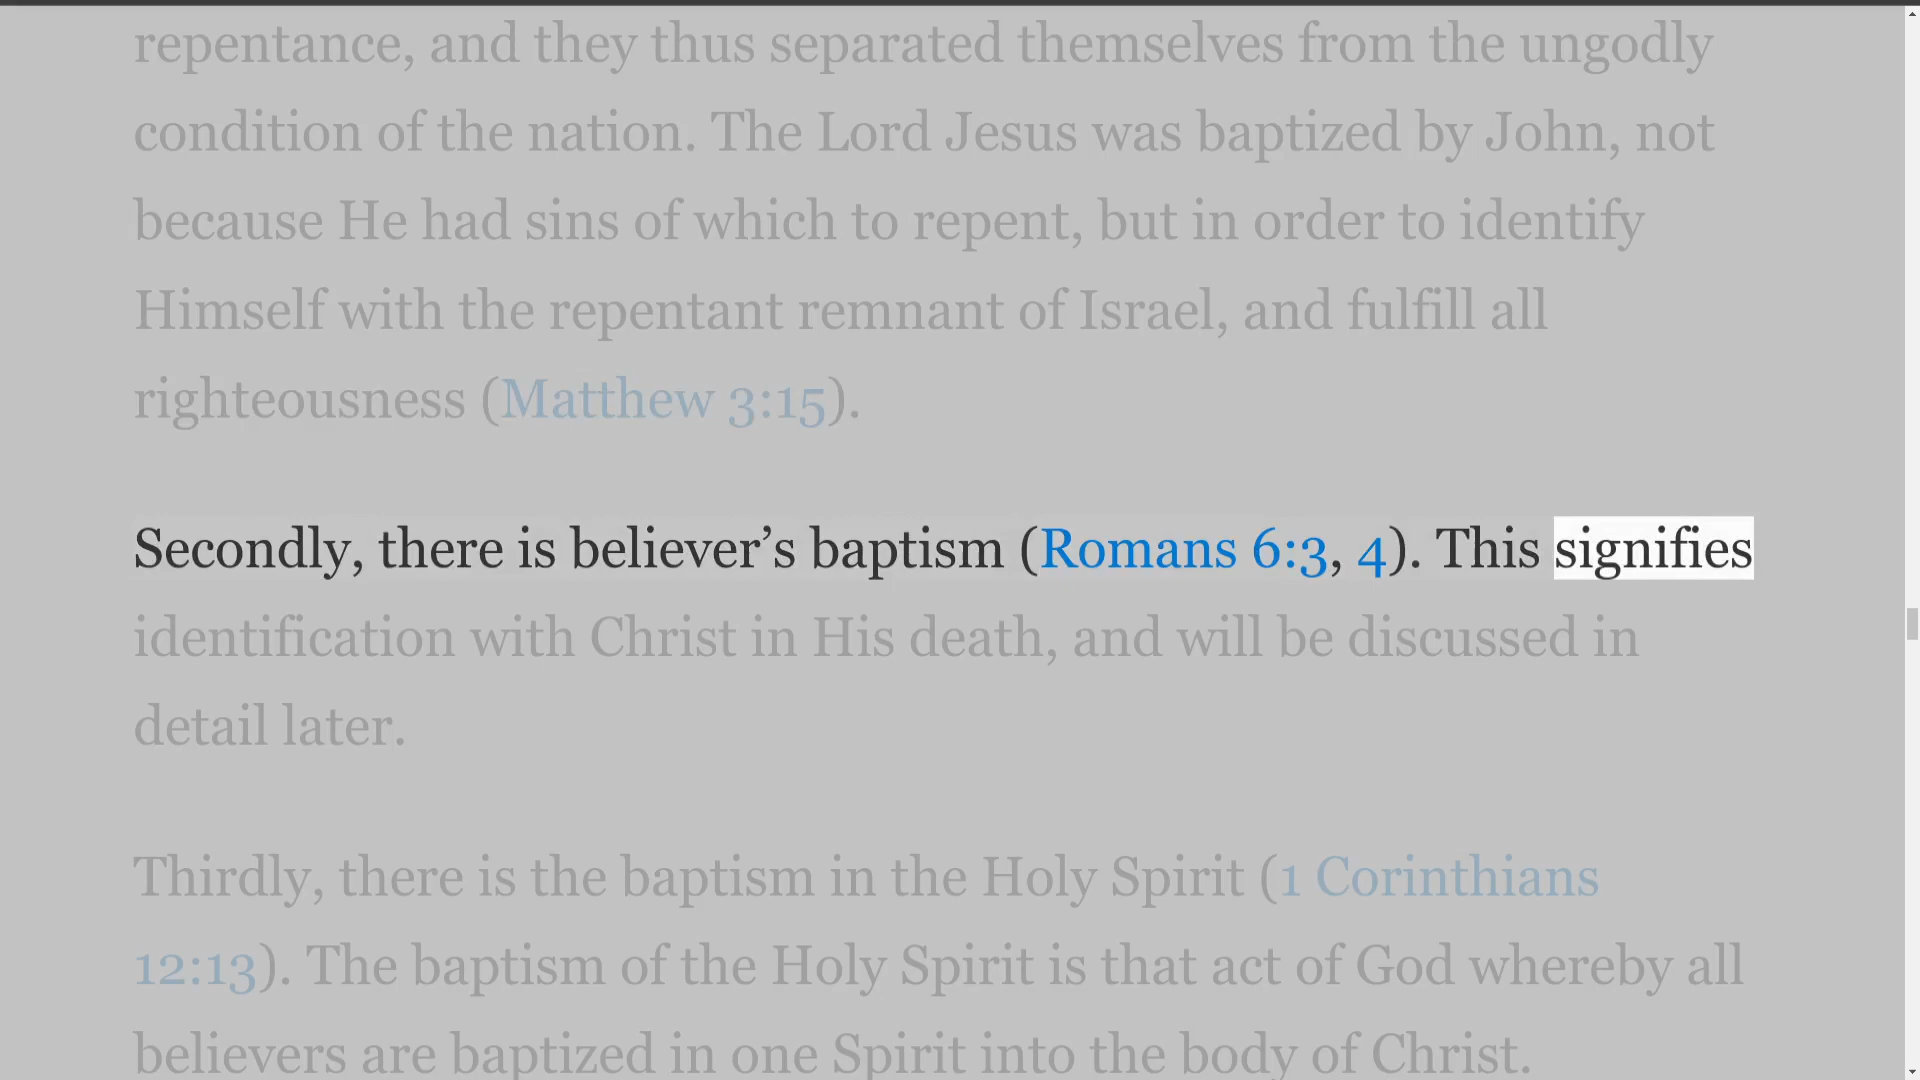 repentance, and they thus separated themselves from the ungodly
condition of the nation. The Lord Jesus was baptized by John, not
because He had sins of which to repent, but in order to identify
Himself with the repentant remnant of Israel, and fulfill all
righteousness (Matthew 3:15).
Secondly, there is believer’s baptism (Romans 6:3, 4). This signifies
identification with Christ in His death, and will be discussed in
detail later.
Thirdly, there is the baptism in the Holy Spirit (1 Corinthians
12:13). The baptism of the Holy Spirit is that act of God whereby all
believers are baptized in one Spirit into the body of Christ.